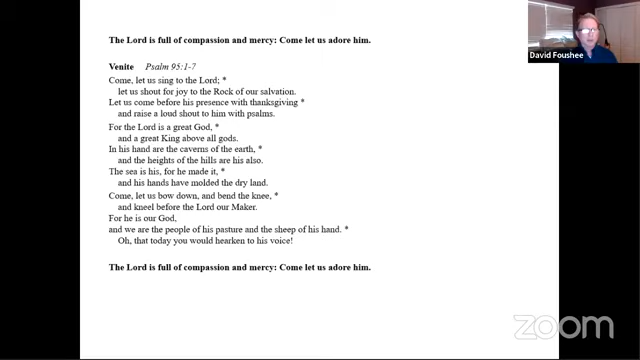 The Lord is full of compassion and mercy: Come let us adore him.
Venite Psalm 95:1-7
Come, let us sing to the Lord; *
let us shout for joy to the Rock of our salvation.
Let us come before his presence with thanksgiving *
and raise a loud shout to him with psalms.
For the Lord is a great God, *
and a great King above all gods.
In his hand are the caverns of the earth, *
and the heights of the hills are his also.
The sea is his, for he made it, *
and his hands have molded the dry land.
Come, let us bow down, and bend the knee, *
and kneel before the Lord our Maker.
For he is our God,
and we are the people of his pasture and the sheep of his hand. *
Oh, that today you would hearken to his voice!
The Lord is full of compassion and mercy: Come let us adore him.
David Foushee
zoom